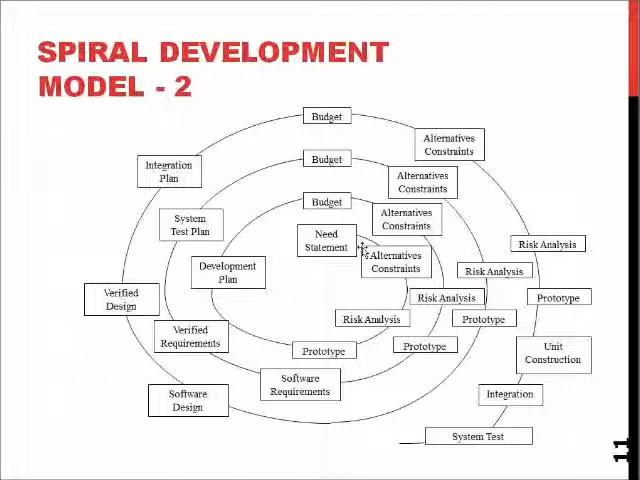 SPIRAL DEVELOPMENT
MODEL - 2
Budget
Alternatives
Constraints
Integration
Plan
Budget
Alternatives
Constraints
Budget
System
Test Plan
Alternatives
Constraints
Need
Statement
Risk Analysis
Alternatives
Constraints
Development
Plan
Risk Analysis
Verified
Design
Risk Analysis
Prototype
Risk Analysis
Prototype
Verified
Requirements
Prototype
Prototype
Unit
Construction
Software
Requirements
Software
Design
Integration
System Test
11